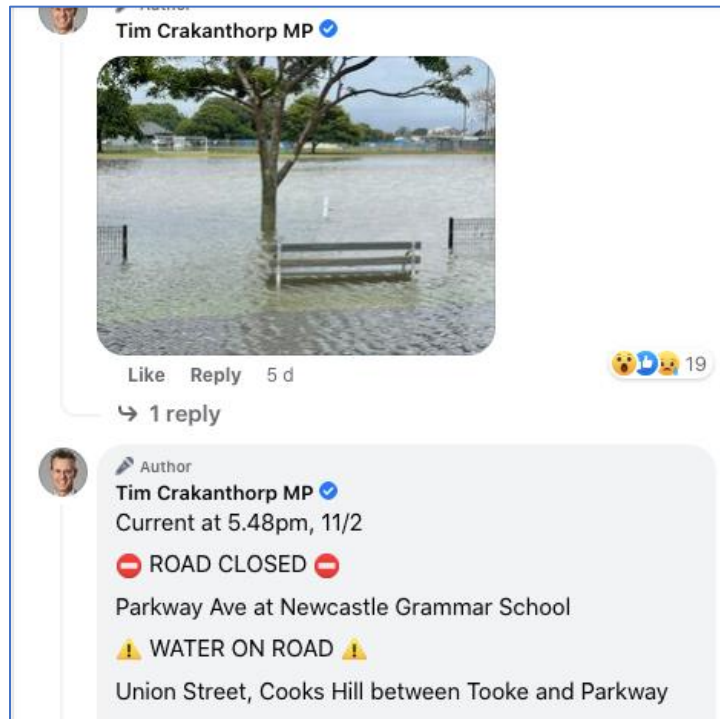 Author
Tim Crakanthorp MP
Like Reply 5 d
19
1 reply
Author
Tim Crakanthorp MP
Current at 5.48pm, 11/2
ROAD CLOSED
Parkway Ave at Newcastle Grammar School
WATER ON ROAD
Union Street, Cooks Hill between Tooke and Parkway